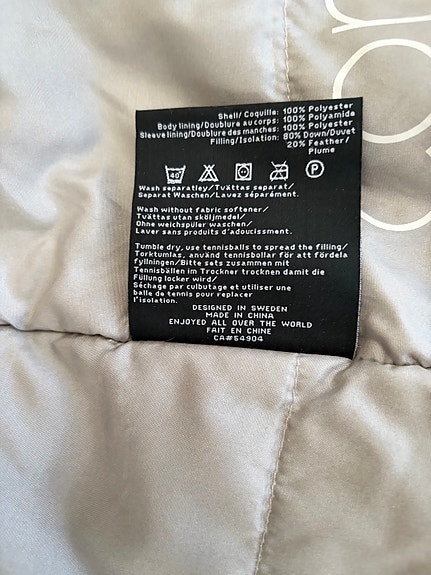 Shell/Coquille: 100% Polyester
Body lining/Doublure au corps: 100% Polyamide
Sleeve lining/Doublure des manches: 100% Polyester
Filling/Isolation: 80% Down/Duvet
20% Feather/
Plume
40° P
Wash separatley/Tvättas separat/
Separat Waschen/Lavez séparément.
Wash without fabric softener/
Tvättas utan sköljmedel/
Ohne weichspüler waschen/
Laver sans produits d'adoucissment.
Tumble dry, use tennisballs to spread the filling/
Torktumlas, använd tennisbollar för att fördela
fyllningen/Bitte sets zusammen mit
Tennisbällen im Trockner trocknen damit die
Füllung locker wird/
Séchage par culbutage et utiliser une
balle de tennis pour replacer
l'isolation.
DESIGNED IN SWEDEN
MADE IN CHINA
ENJOYED ALL OVER THE WORLD
FAIT EN CHINE
CA#54904